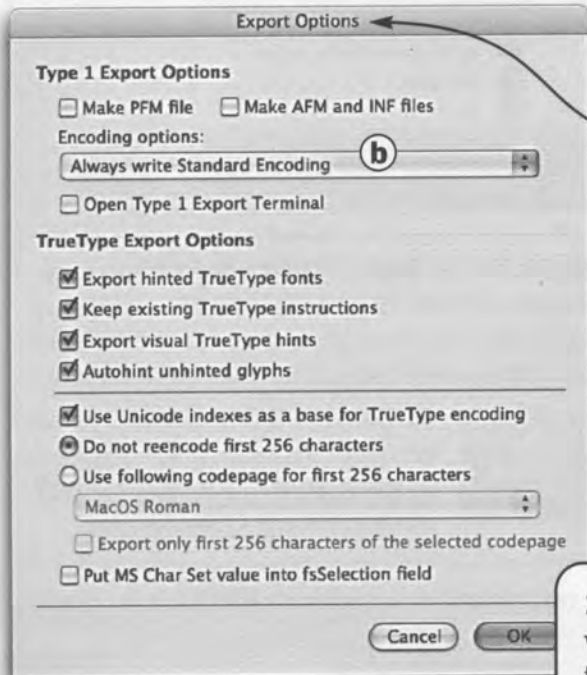 Export Options
Type 1 Export Options
Make PFM file Make AFM and INF files
Encoding options:
Always write Standard Encoding b
Open Type 1 Export Terminal
TrueType Export Options
Export hinted TrueType fonts
Keep existing TrueType instructions
Export visual TrueType hints
Autohint unhinted glyphs
Use Unicode indexes as a base for TrueType encoding
Do not reencode first 256 characters
Use following codepage for first 256 characters
MacOS Roman
Export only first 256 characters of the selected codepage
Put MS Char Set value into fsSelection field
Cancel OK